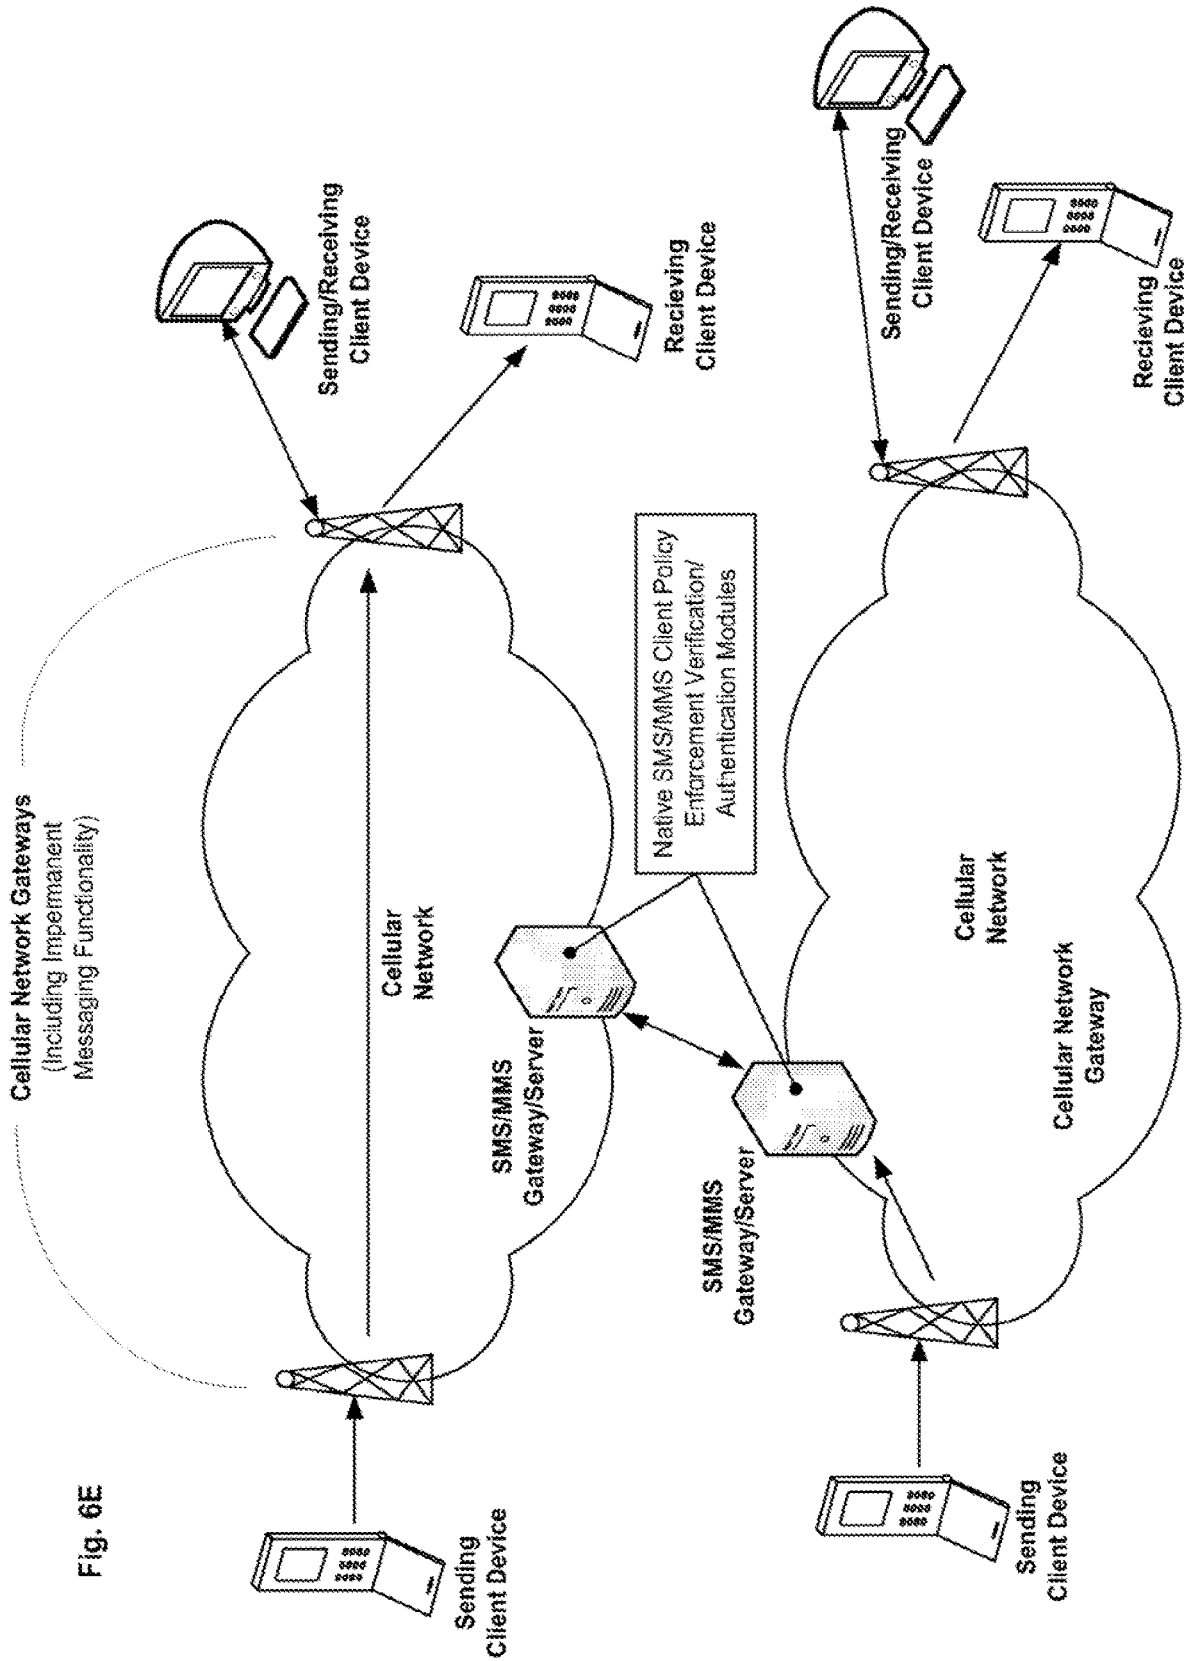 Fig. 6E
Cellular Network Gateways
(Including Impermanent
Messaging Functionality)
Sending
Client Device
Cellular
Network
Sending/Receiving
Client Device
Recieving
Client Device
SMS/MMS
Gateway/Server
Native SMS/MMS Client Policy
Enforcement Verification/
Authentication Modules
SMS/MMS
Gateway/Server
Sending
Client Device
Cellular
Network
Cellular Network
Gateway
Sending/Receiving
Client Device
Recieving
Client Device